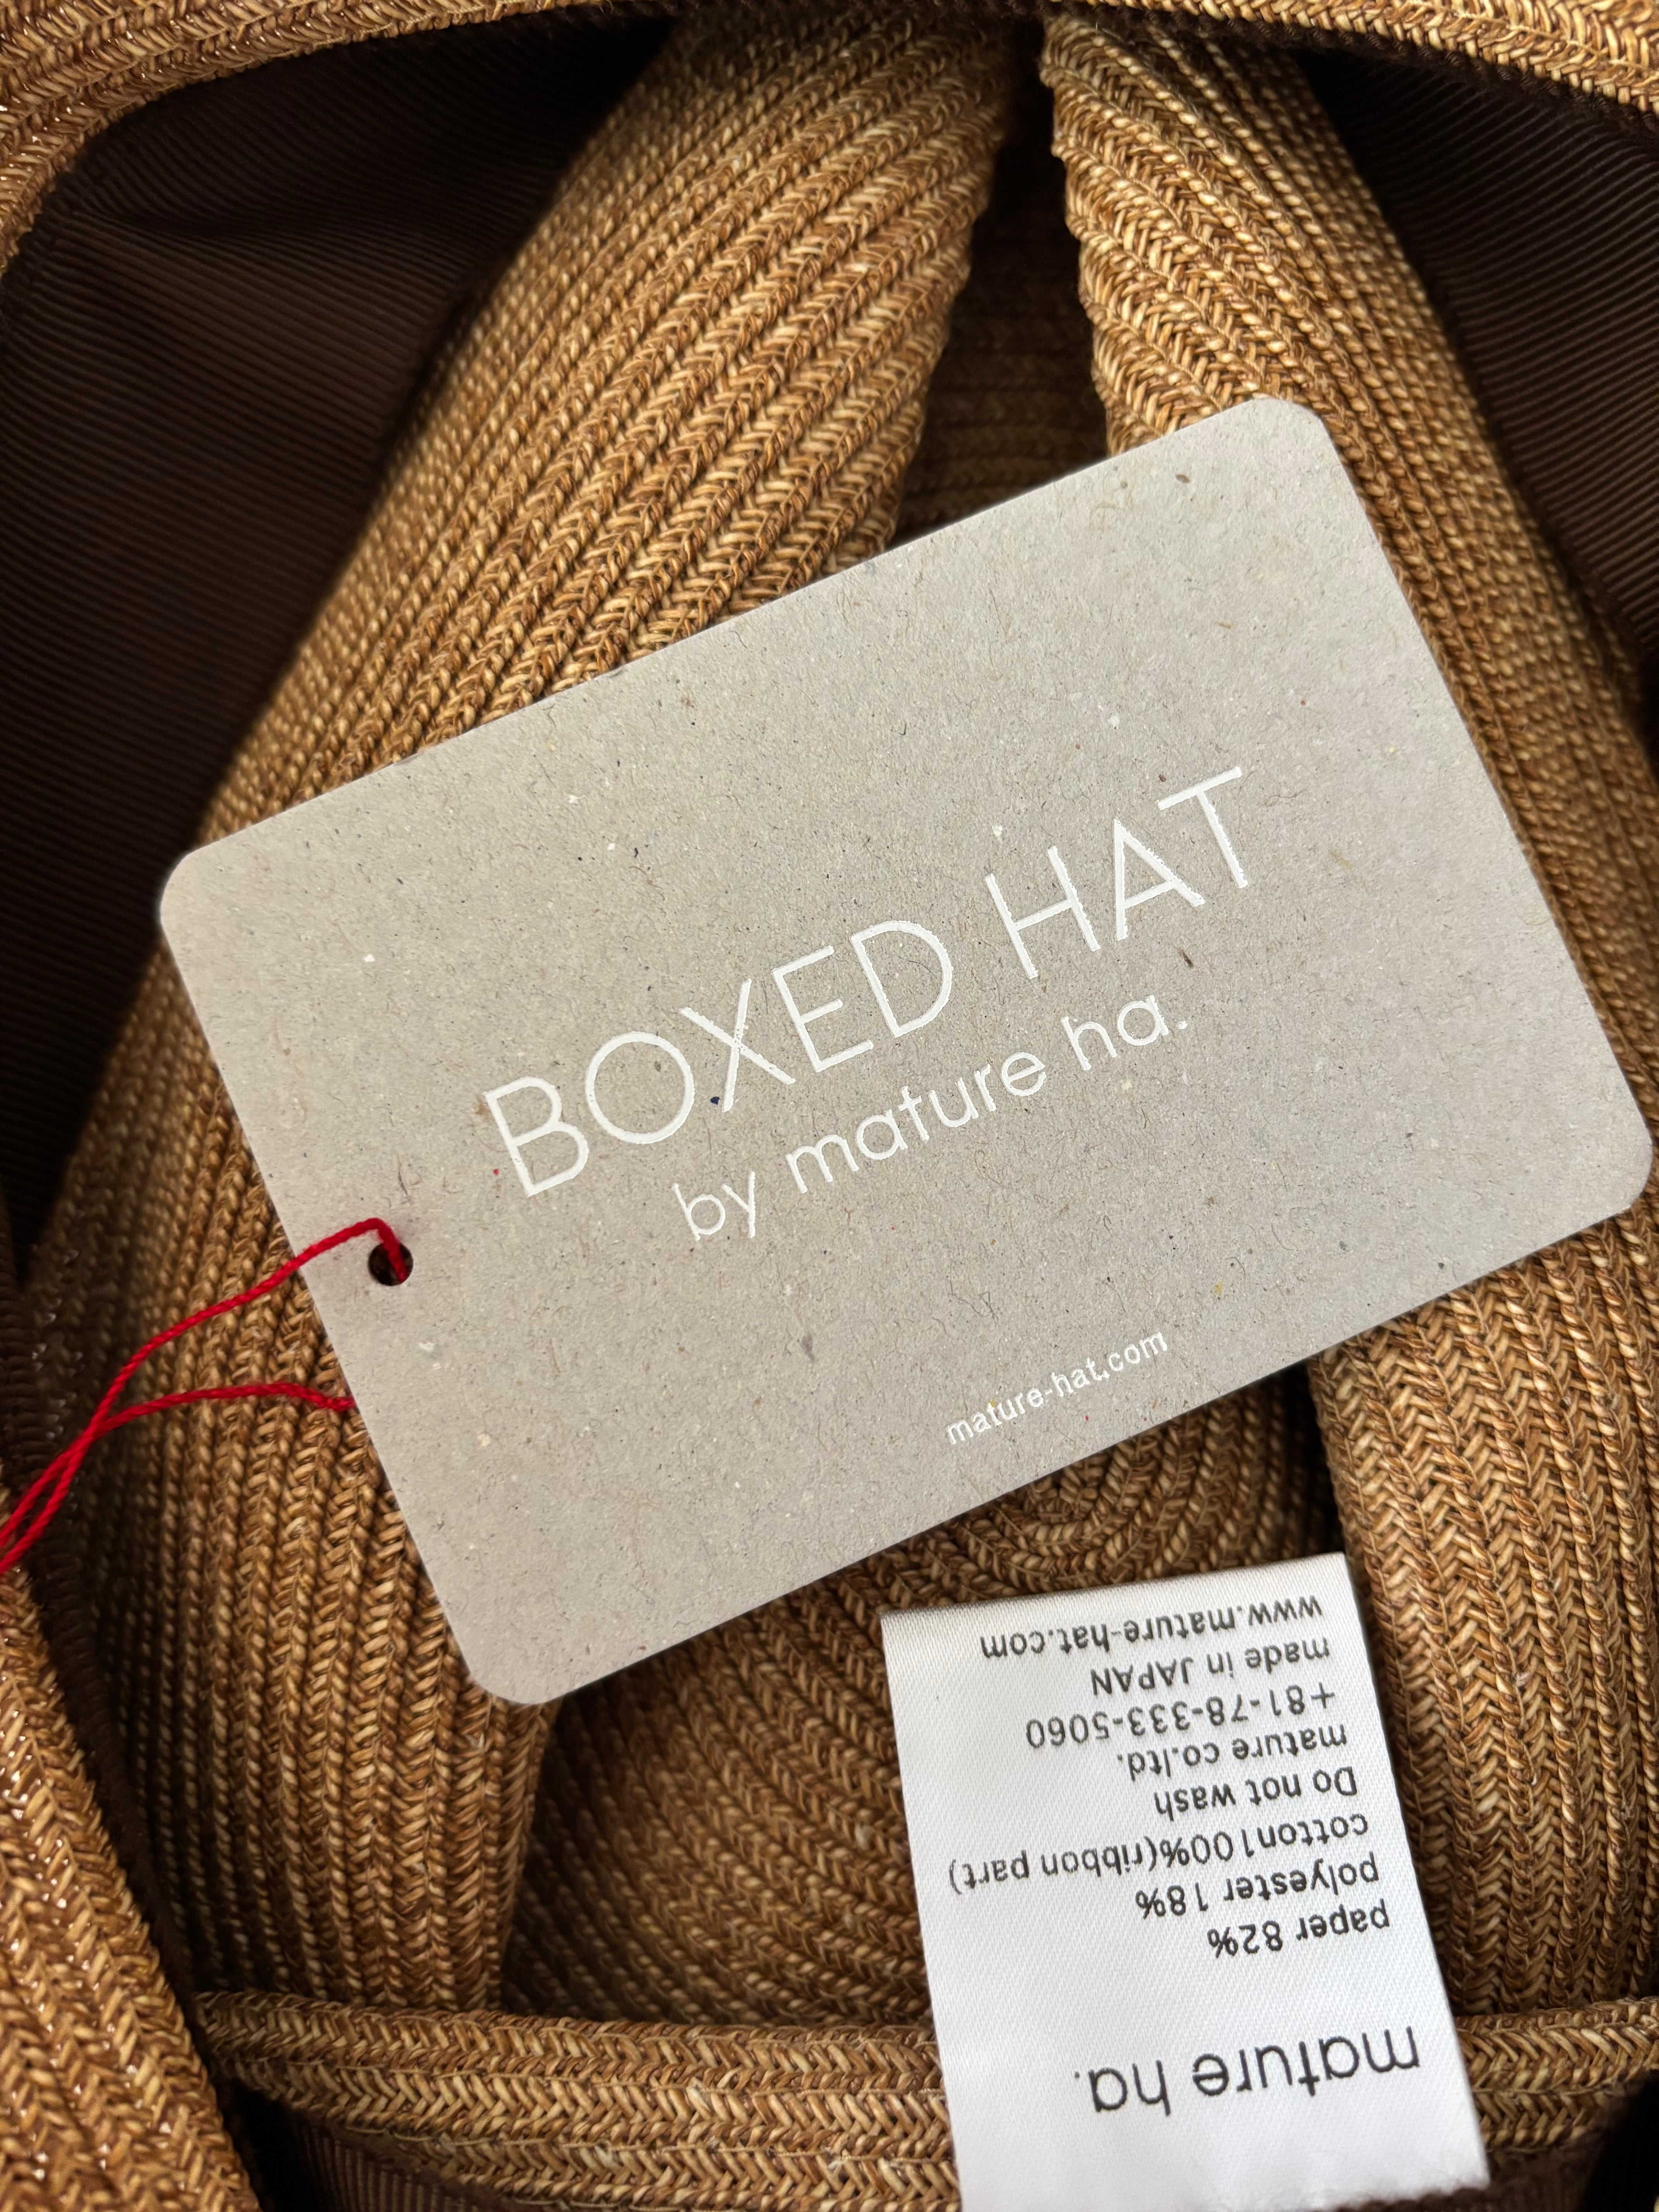 BOXED HAT
by mature ha.
mature-hat.com
mature ha.
paper 82%
polyester 18%
cotton100%(ribbon part)
Do not wash
mature co.ltd.
+81-78-333-5060
made in JAPAN
www.mature-hat.com